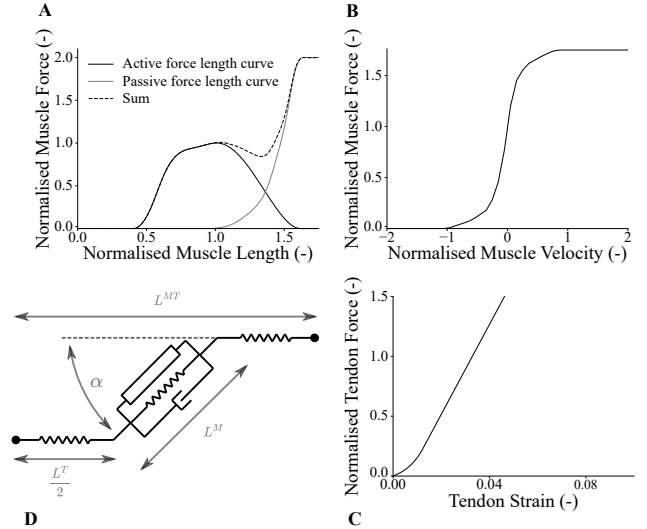 A
Normalised Muscle Force (-)
2.0
1.5
1.0
0.5
0.0
Active force length curve
Passive force length curve
Sum
0.0 0.5 1.0 1.5
Normalised Muscle Length (-)
B
Normalised Muscle Force (-)
1.5
1.0
0.5
0.0
−2 −1 0 1 2
Normalised Muscle Velocity (-)
L^{MT}
α
L^M
L^T
2
D
Normalised Tendon Force (-)
1.5
1.0
0.5
0.0
0.00 0.04 0.08
Tendon Strain (-)
C